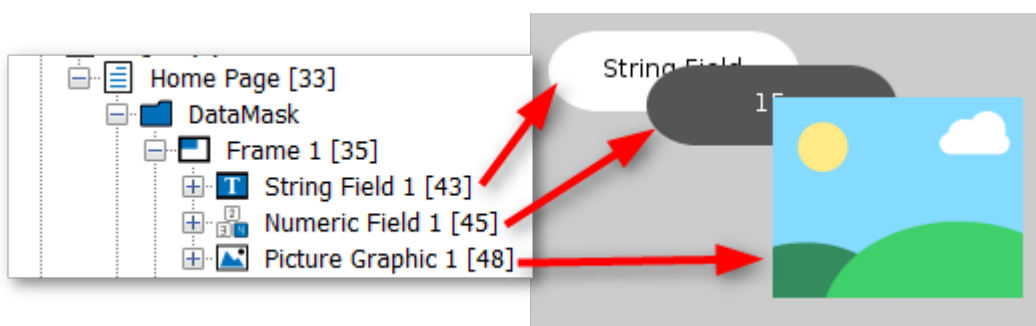 Home Page [33]
DataMask
Frame 1 [35]
String Field 1 [43]
Numeric Field 1 [45]
Picture Graphic 1 [48]
String Field
15